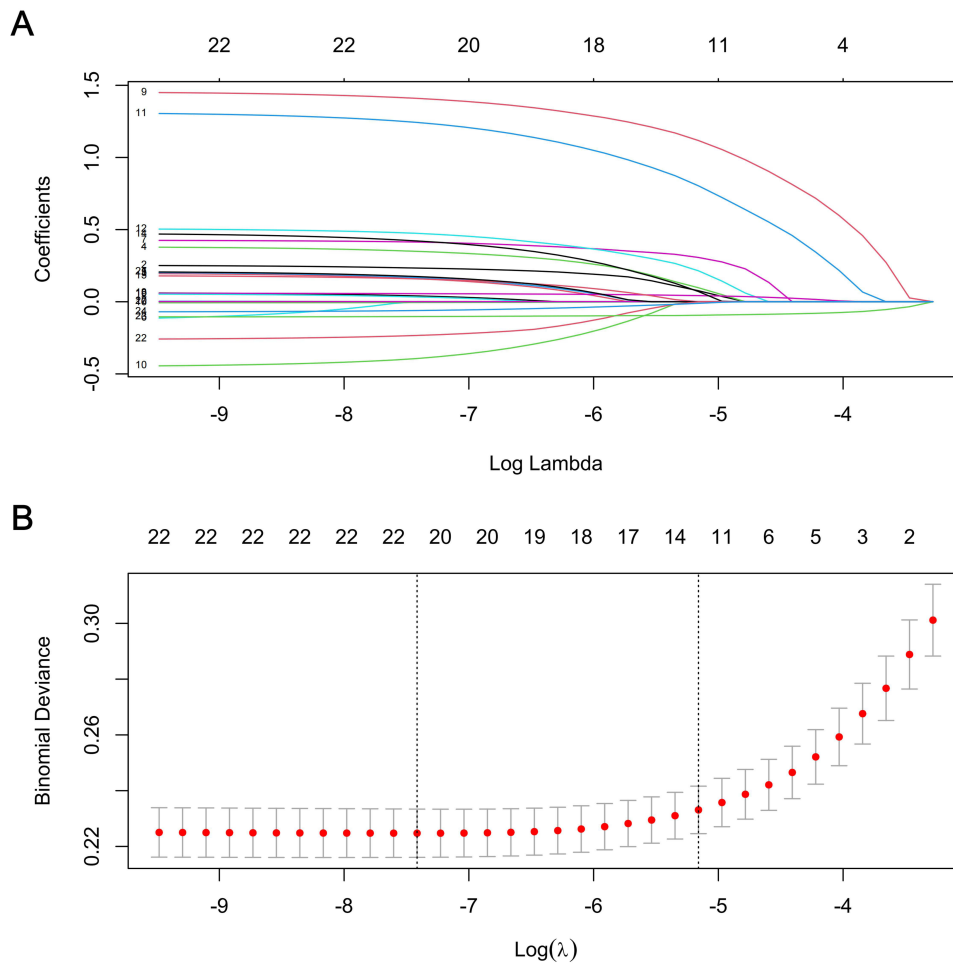 A
22 22 20 18 11 4
1.5
1.0
0.5
0.0
-0.5
Coefficients
9
11
12
7
4
2
22
10
-9 -8 -7 -6 -5 -4
Log Lambda
B
22 22 22 22 22 22 20 20 19 18 17 14 11 6 5 3 2
0.30
0.26
0.22
Binomial Deviance
-9 -8 -7 -6 -5 -4
Log(λ)